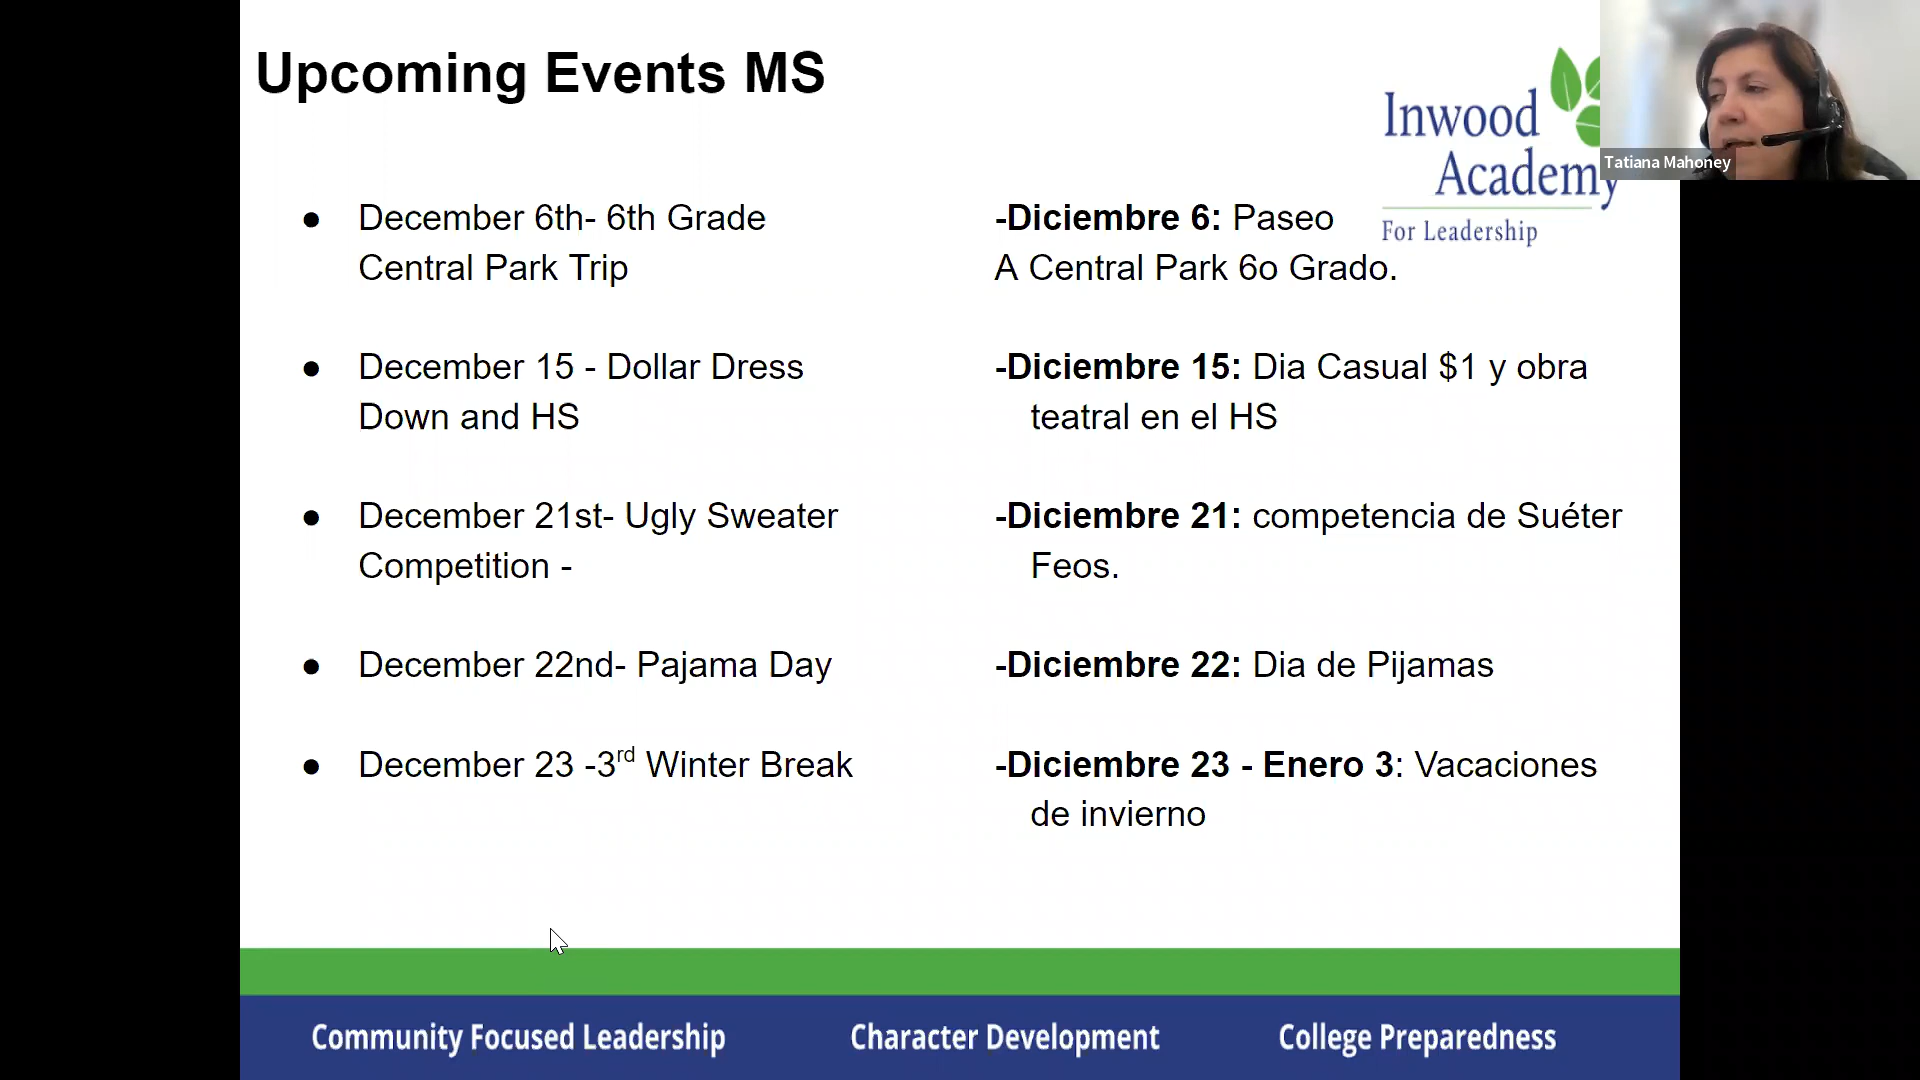 Upcoming Events MS
Inwood
Academy
For Leadership
Tatiana Mahoney
● December 6th- 6th Grade
Central Park Trip
● December 15 - Dollar Dress
Down and HS
● December 21st- Ugly Sweater
Competition -
● December 22nd- Pajama Day
● December 23 -3rd Winter Break
-Diciembre 6: Paseo
A Central Park 6o Grado.
-Diciembre 15: Dia Casual $1 y obra
teatral en el HS
-Diciembre 21: competencia de Suéter
Feos.
-Diciembre 22: Dia de Pijamas
-Diciembre 23 - Enero 3: Vacaciones
de invierno
Community Focused Leadership
Character Development
College Preparedness